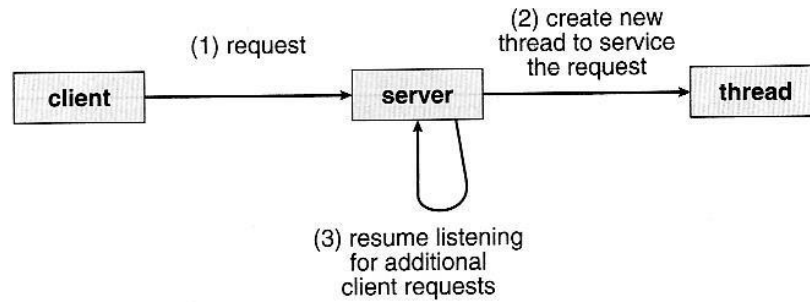 (1) request
(2) create new
thread to service
the request
client
server
thread
(3) resume listening
for additional
client requests